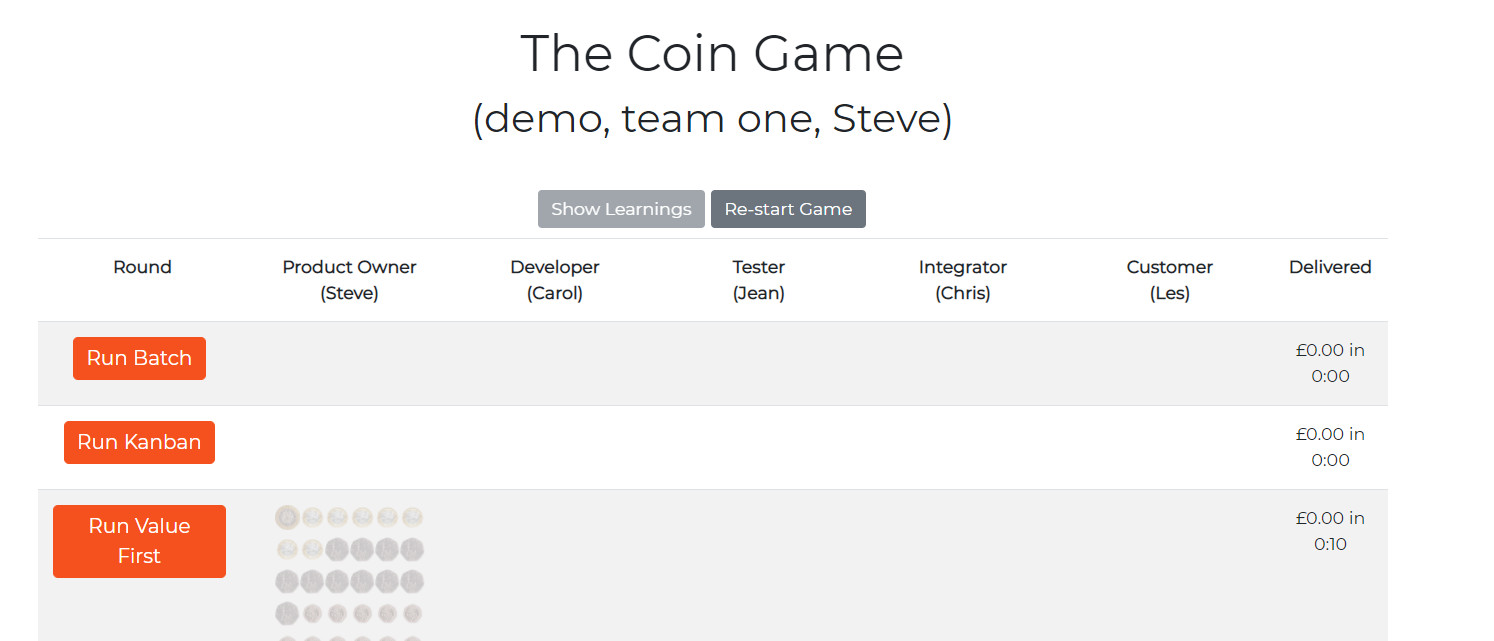 The Coin Game
(demo, team one, Steve)
Show Learnings Re-start Game
Round Product Owner Developer Tester Integrator Customer Delivered
(Steve) (Carol) (Jean) (Chris) (Les)
Run Batch
£0.00 in
0:00
Run Kanban
£0.00 in
0:00
Run Value
First
£0.00 in
0:10